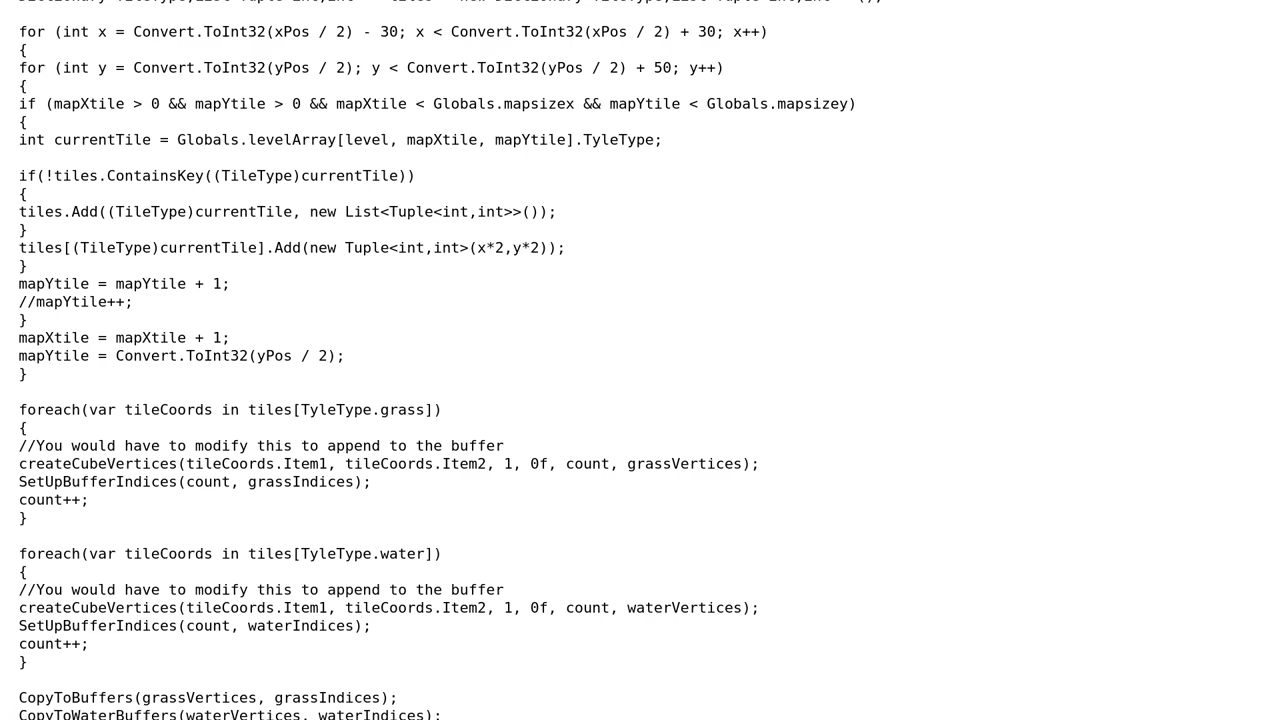 for (int x = Convert.ToInt32(xPos / 2) - 30; x < Convert.ToInt32(xPos / 2) + 30; x++)
{
for (int y = Convert.ToInt32(yPos / 2); y < Convert.ToInt32(yPos / 2) + 50; y++)
{
if (mapXtile > 0 && mapYtile > 0 && mapXtile < Globals.mapsizex && mapYtile < Globals.mapsizey)
{
int currentTile = Globals.levelArray[level, mapXtile, mapYtile].TyleType;
if(!tiles.ContainsKey((TileType)currentTile))
{
tiles.Add((TileType)currentTile, new List<Tuple<int,int>>());
}
tiles[(TileType)currentTile].Add(new Tuple<int,int>(x*2,y*2));
}
mapYtile = mapYtile + 1;
//mapYtile++;
}
mapXtile = mapXtile + 1;
mapYtile = Convert.ToInt32(yPos / 2);
}
foreach(var tileCoords in tiles[TyleType.grass])
{
//You would have to modify this to append to the buffer
createCubeVertices(tileCoords.Item1, tileCoords.Item2, 1, 0f, count, grassVertices);
SetUpBufferIndices(count, grassIndices);
count++;
}
foreach(var tileCoords in tiles[TyleType.water])
{
//You would have to modify this to append to the buffer
createCubeVertices(tileCoords.Item1, tileCoords.Item2, 1, 0f, count, waterVertices);
SetUpBufferIndices(count, waterIndices);
count++;
}
CopyToBuffers(grassVertices, grassIndices);
CopyToWaterBuffers(waterVertices, waterIndices);